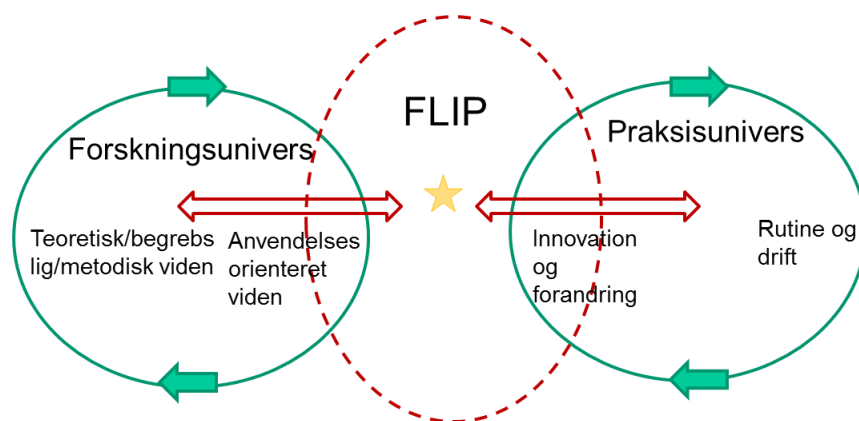 FLIP
Forskningsunivers
Praksisunivers
Teoretisk/begrebs
lig/metodisk viden
Anvendelses
orienteret
viden
Innovation
og
forandring
Rutine og
drift